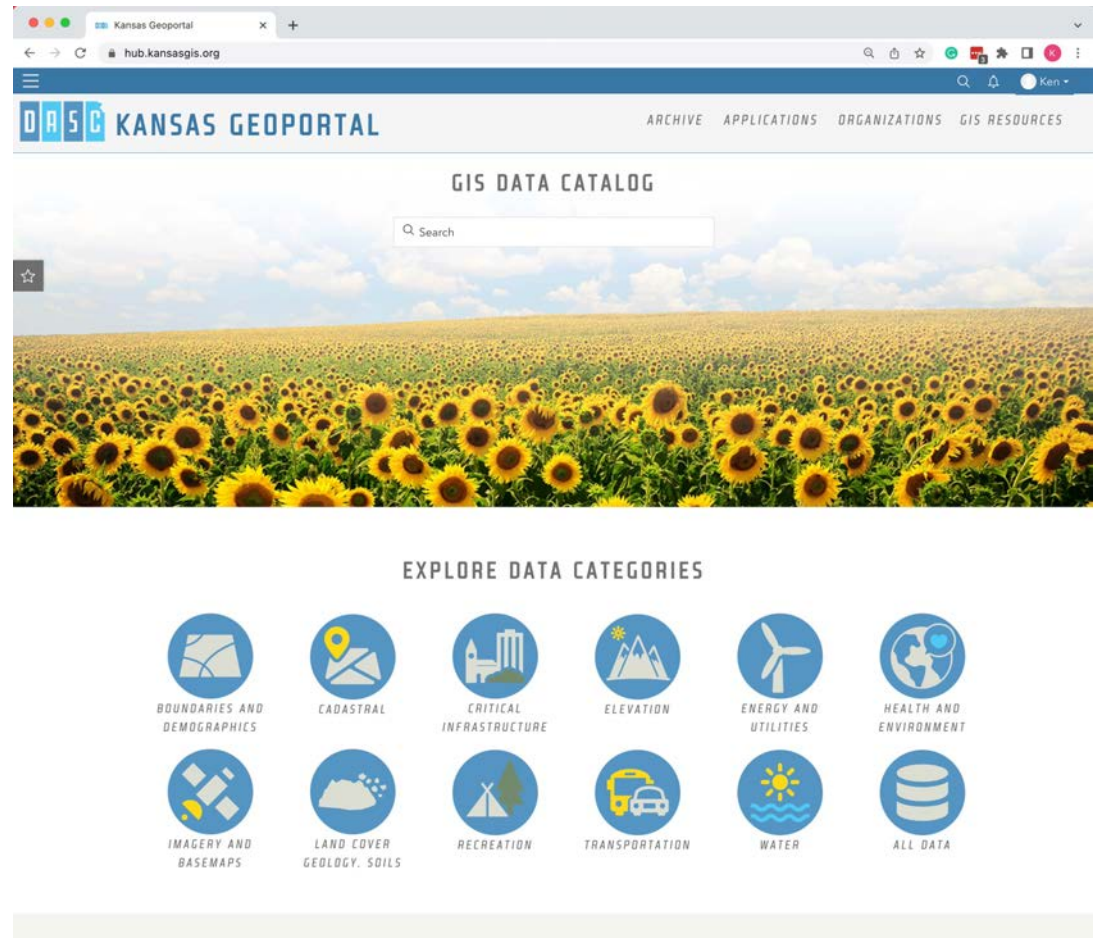 Kansas Geoportal
hub.kansasgis.org
Ken
DASC KANSAS GEOPORTAL
ARCHIVE APPLICATIONS ORGANIZATIONS GIS RESOURCES
GIS DATA CATALOG
Search
EXPLORE DATA CATEGORIES
BOUNDARIES AND
DEMOGRAPHICS
CADASTRAL
CRITICAL
INFRASTRUCTURE
ELEVATION
ENERGY AND
UTILITIES
HEALTH AND
ENVIRONMENT
IMAGERY AND
BASEMAPS
LAND COVER
GEOLOGY, SOILS
RECREATION
TRANSPORTATION
WATER
ALL DATA